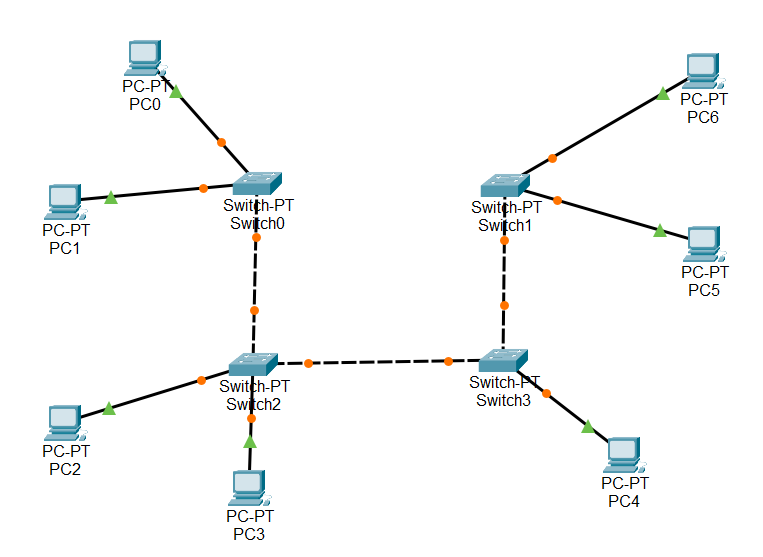 PC-PT
PC0
PC-PT
PC6
PC-PT
PC1
Switch-PT
Switch0
Switch-PT
Switch1
PC-PT
PC5
Switch-PT
Switch2
Switch-PT
Switch3
PC-PT
PC2
PC-PT
PC3
PC-PT
PC4